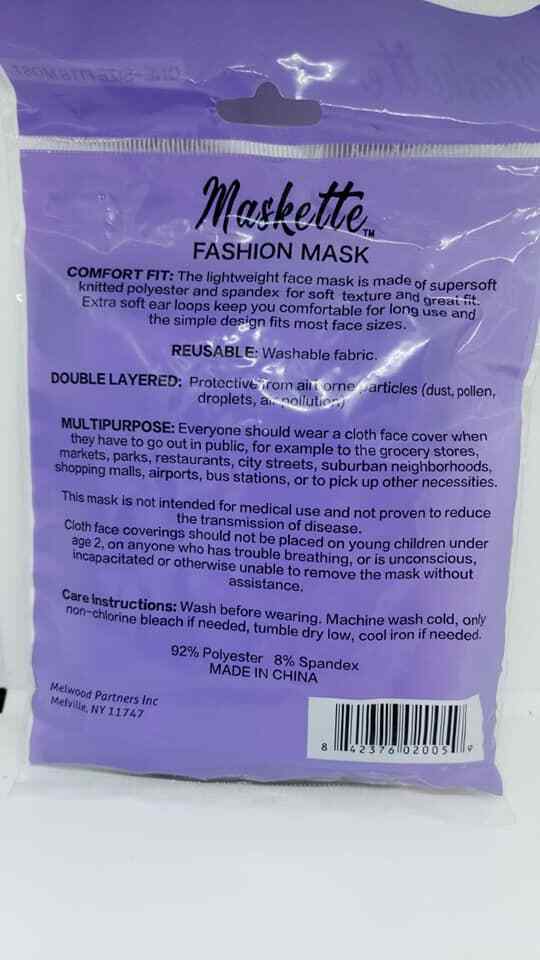 Maskette™
FASHION MASK
COMFORT FIT: The lightweight face mask is made of supersoft
knitted polyester and spandex for soft texture and great fit.
Extra soft ear loops keep you comfortable for long use and
the simple design fits most face sizes.
REUSABLE: Washable fabric.
DOUBLE LAYERED: Protective from airborne particles (dust, pollen,
droplets, air pollution)
MULTIPURPOSE: Everyone should wear a cloth face cover when
they have to go out in public, for example to the grocery stores,
markets, parks, restaurants, city streets, suburban neighborhoods,
shopping malls, airports, bus stations, or to pick up other necessities.
This mask is not intended for medical use and not proven to reduce
the transmission of disease.
Cloth face coverings should not be placed on young children under
age 2, on anyone who has trouble breathing, or is unconscious,
incapacitated or otherwise unable to remove the mask without
assistance.
Care Instructions: Wash before wearing. Machine wash cold, only
non-chlorine bleach if needed, tumble dry low, cool iron if needed.
92% Polyester 8% Spandex
MADE IN CHINA
Melwood Partners Inc
Melville, NY 11747
8 42376 02005 9